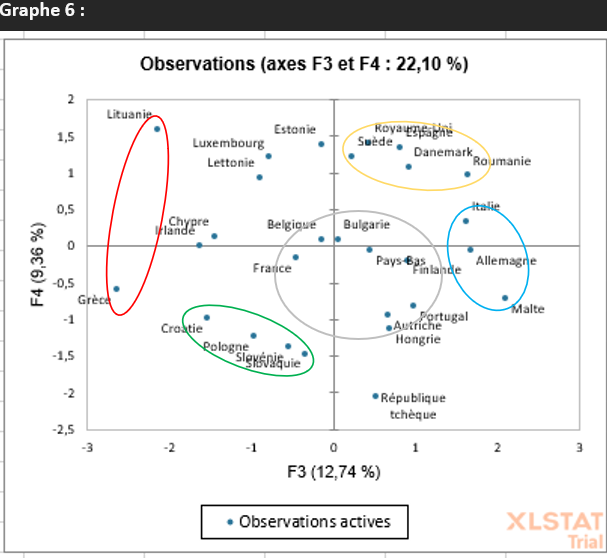 Graphe 6 :
Observations (axes F3 et F4 : 22,10 %)
2
Lituanie
1,5
Estonie
Royaume-Uni
Espagne
Luxembourg
Suède
Danemark
Lettonie
Roumanie
1
0,5
Italie
Chypre
Irlande
Belgique
Bulgarie
0
France
Pays-Bas
Finlande
Allemagne
F4 (9,36 %)
-0,5
Grèce
Malte
-1
Croatie
Portugal
Autriche
Hongrie
Pologne
Slovénie
Slovaquie
-1,5
-2
République
tchèque
-2,5
-3 -2 -1 0 1 2 3
F3 (12,74 %)
Observations actives
XLSTAT
Trial